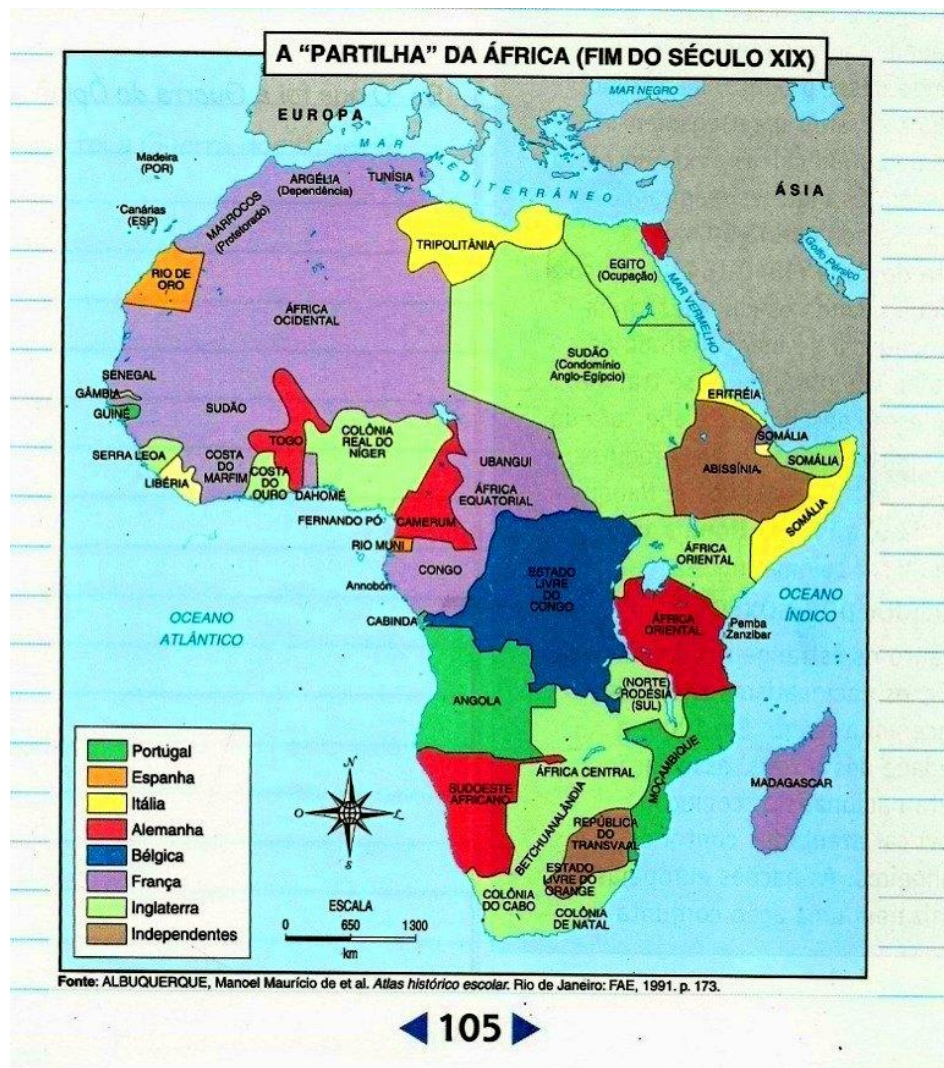 A “PARTILHA” DA ÁFRICA (FIM DO SÉCULO XIX)
MAR NEGRO
EUROPA
MAR MEDITERRÂNEO
ÁSIA
Madeira
(POR)
ARGÉLIA
(Dependência)
TUNÍSIA
Canárias
(ESP)
MARROCOS
(Protetorado)
TRIPOLITÂNIA
EGITO
(Ocupação)
Golfo Pérsico
MAR VERMELHO
RIO DE
ORO
ÁFRICA
OCIDENTAL
SUDÃO
(Condomínio
Anglo-Egípcio)
SENEGAL
GÂMBIA
GUINÉ
SUDÃO
ERITRÉIA
SOMÁLIA
SOMÁLIA
SOMÁLIA
ABISSÍNIA
SERRA LEOA
LIBÉRIA
COSTA
DO
MARFIM
COSTA
DO
OURO
TOGO
DAHOMÉ
COLÔNIA
REAL DO
NÍGER
UBANGUI
ÁFRICA
EQUATORIAL
FERNANDO PÓ
CAMERUM
RIO MUNI
CONGO
Annobón
CABINDA
ESTADO
LIVRE
DO
CONGO
ÁFRICA
ORIENTAL
ÁFRICA
ORIENTAL
Pemba
Zanzibar
OCEANO
ÍNDICO
OCEANO
ATLÂNTICO
ANGOLA
(NORTE)
RODÉSIA
(SUL)
MOÇAMBIQUE
MADAGASCAR
ÁFRICA CENTRAL
SUDOESTE
AFRICANO
BETCHUANALÂNDIA
REPÚBLICA
DO
TRANSVAAL
ESTADO
LIVRE DO
ORANGE
COLÔNIA
DO CABO
COLÔNIA
DE NATAL
Portugal
Espanha
Itália
Alemanha
Bélgica
França
Inglaterra
Independentes
N
O
L
S
ESCALA
0 650 1300
km
Fonte: ALBUQUERQUE, Manoel Maurício de et al. Atlas histórico escolar. Rio de Janeiro: FAE, 1991. p. 173.
105